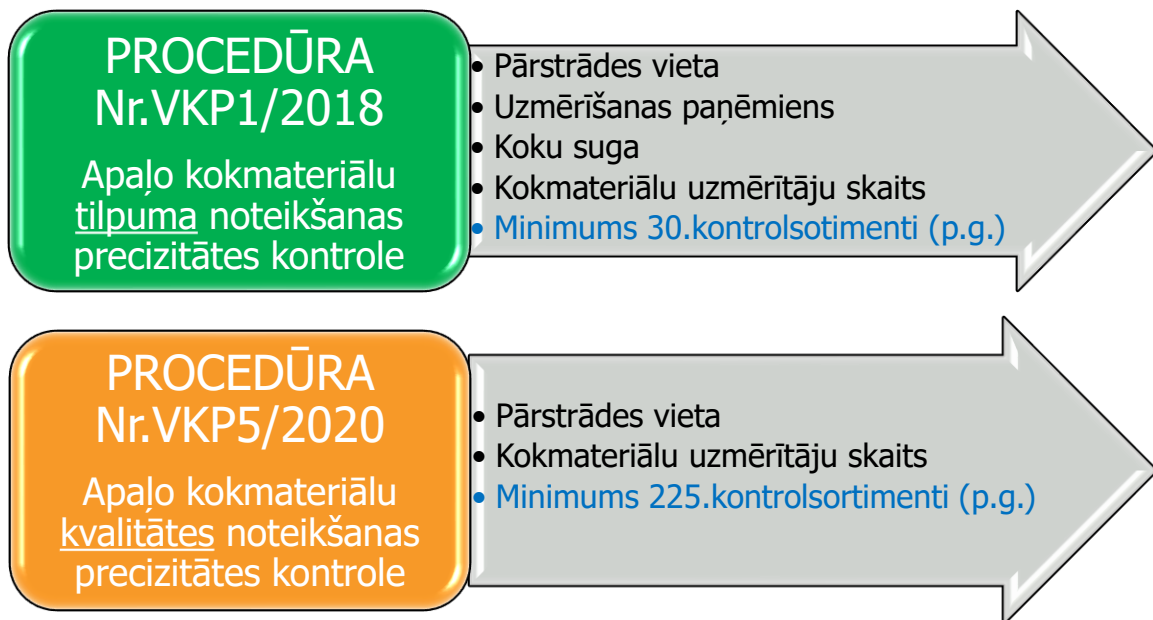 PROCEDŪRA
Nr.VKP1/2018
Apaļo kokmateriālu
tilpuma noteikšanas
precizitātes kontrole
• Pārstrādes vieta
• Uzmērīšanas paņēmiens
• Koku suga
• Kokmateriālu uzmērītāju skaits
• Minimums 30.kontrolsotimenti (p.g.)
PROCEDŪRA
Nr.VKP5/2020
Apaļo kokmateriālu
kvalitātes noteikšanas
precizitātes kontrole
• Pārstrādes vieta
• Kokmateriālu uzmērītāju skaits
• Minimums 225.kontrolsortimenti (p.g.)